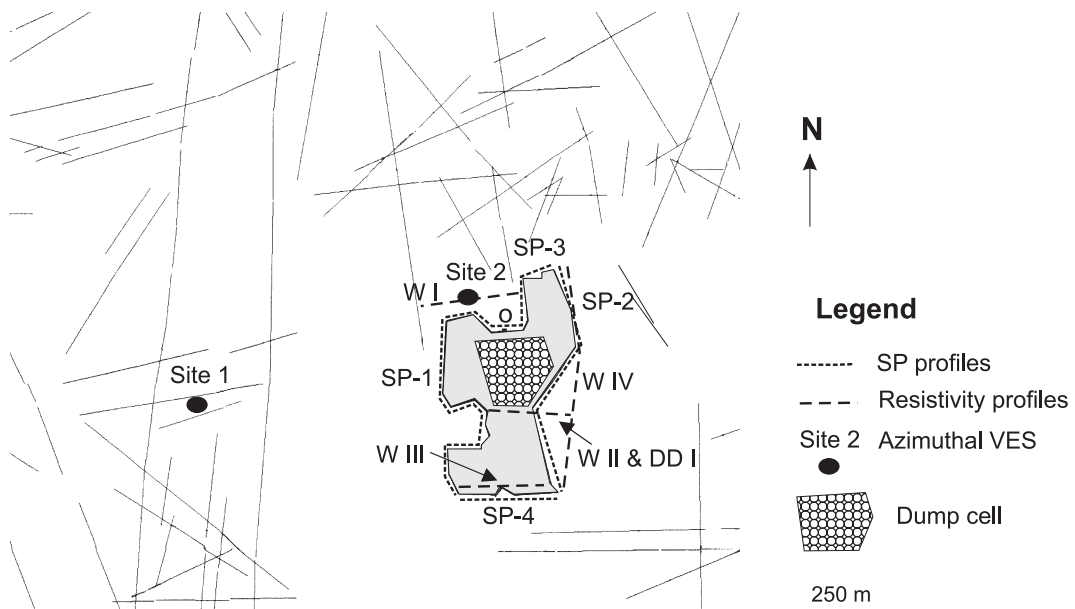 N
SP-3
Site 2
W I
SP-2
O
Legend
SP-1
W IV
SP profiles
Site 1
Resistivity profiles
W III
W II & DD I
Site 2 Azimuthal VES
SP-4
Dump cell
250 m